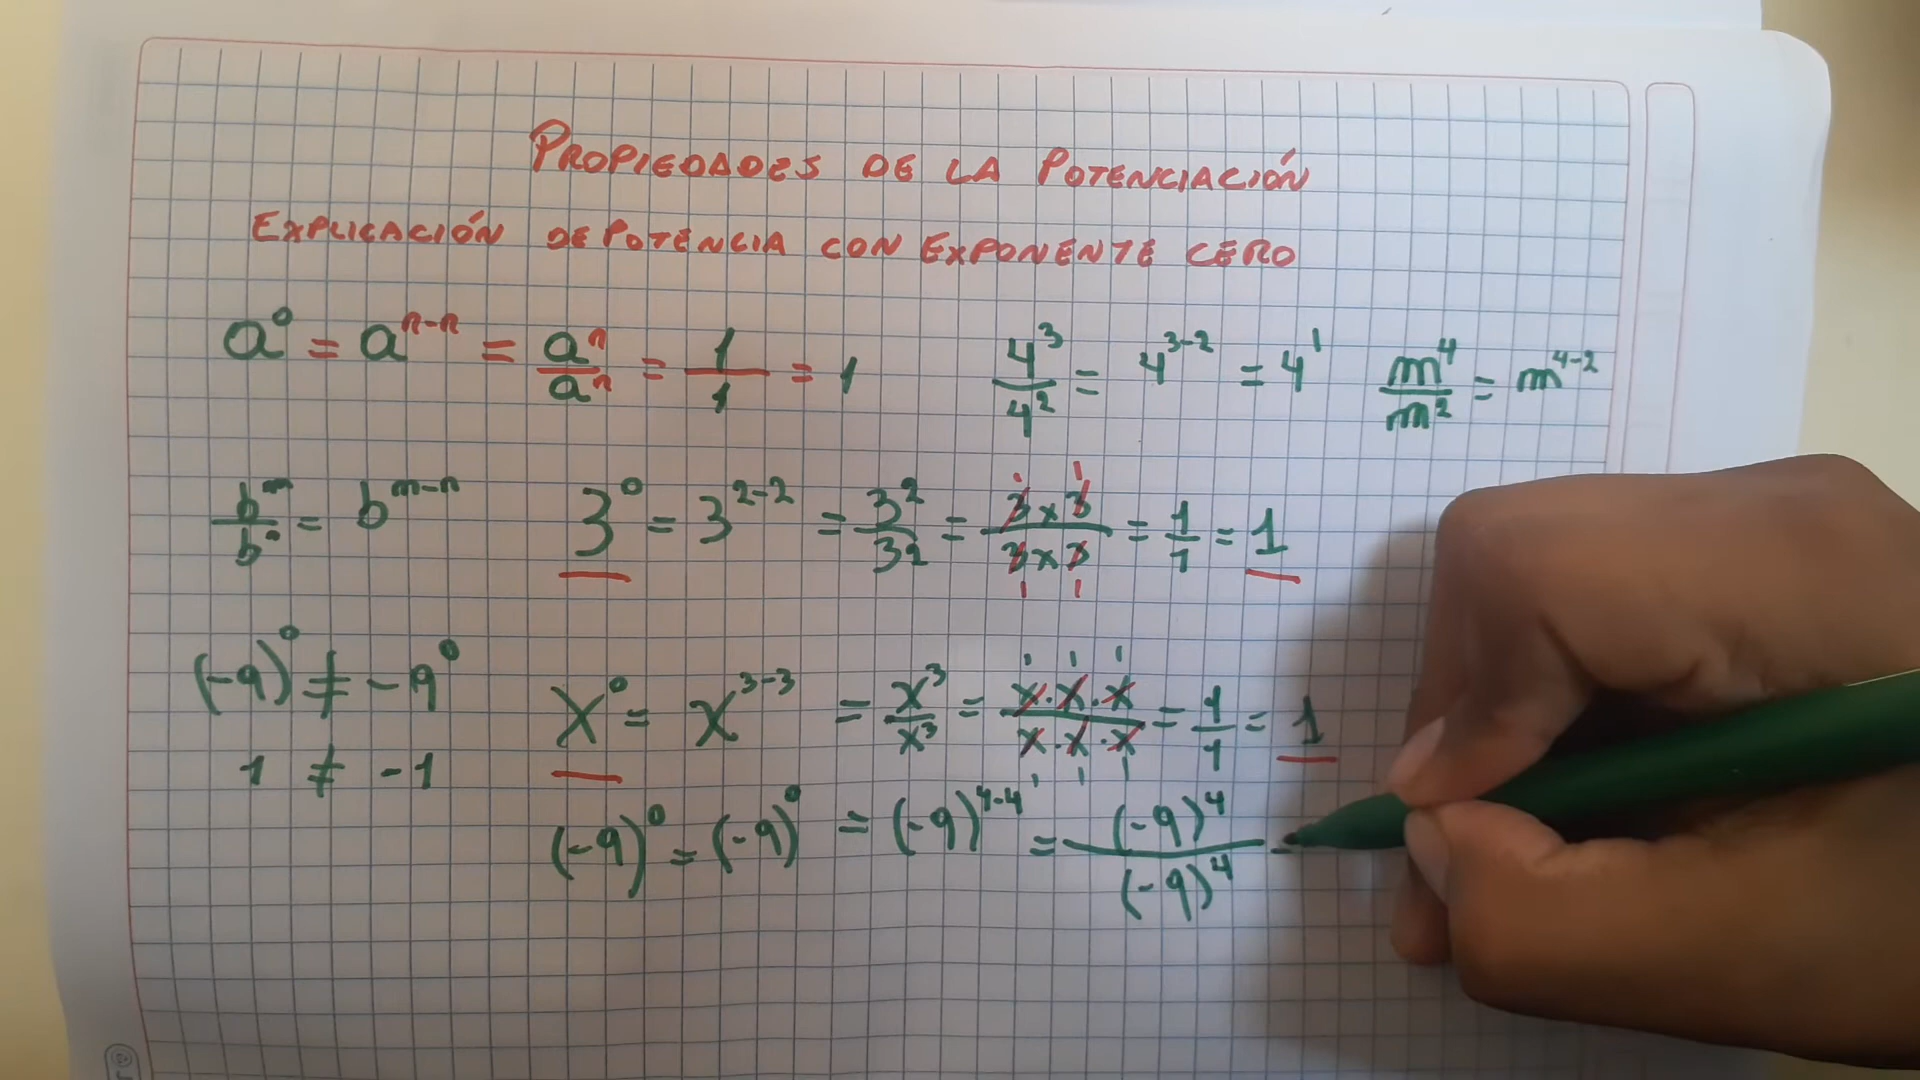 PROPIEDADES DE LA POTENCIACIÓN
EXPLICACIÓN DE POTENCIA CON EXPONENTE CERO
a⁰ = aⁿ⁻ⁿ = aⁿ/aⁿ = 1/1 = 1
4³/4² = 4³⁻² = 4¹
m⁴/m² = m⁴⁻²
bᵐ/bⁿ = bᵐ⁻ⁿ
3⁰ = 3²⁻² = 3²/3² = 3x3/3x3 = 1/1 = 1
(-9)⁰ ≠ -9⁰
1 ≠ -1
x⁰ = x³⁻³ = x³/x³ = x·x·x/x·x·x = 1/1 = 1
(-9)⁰ = (-9)⁰ = (-9)⁴⁻⁴ = (-9)⁴/(-9)⁴ -